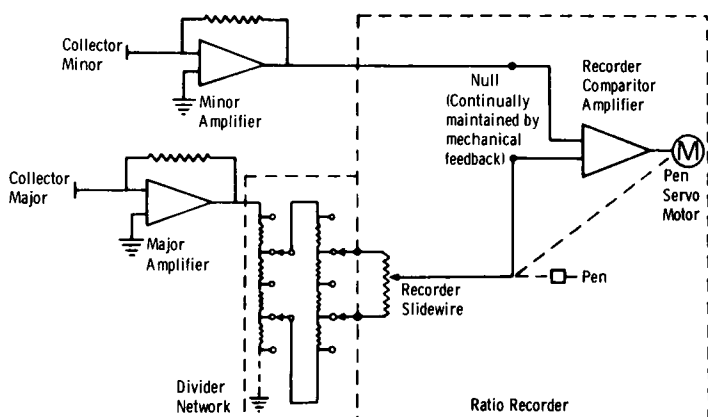 Collector
Minor
Minor
Amplifier
Null
(Continually
maintained by
mechanical
feedback)
Recorder
Comparitor
Amplifier
M
Pen
Servo
Motor
Collector
Major
Major
Amplifier
Recorder
Slidewire
Pen
Divider
Network
Ratio Recorder